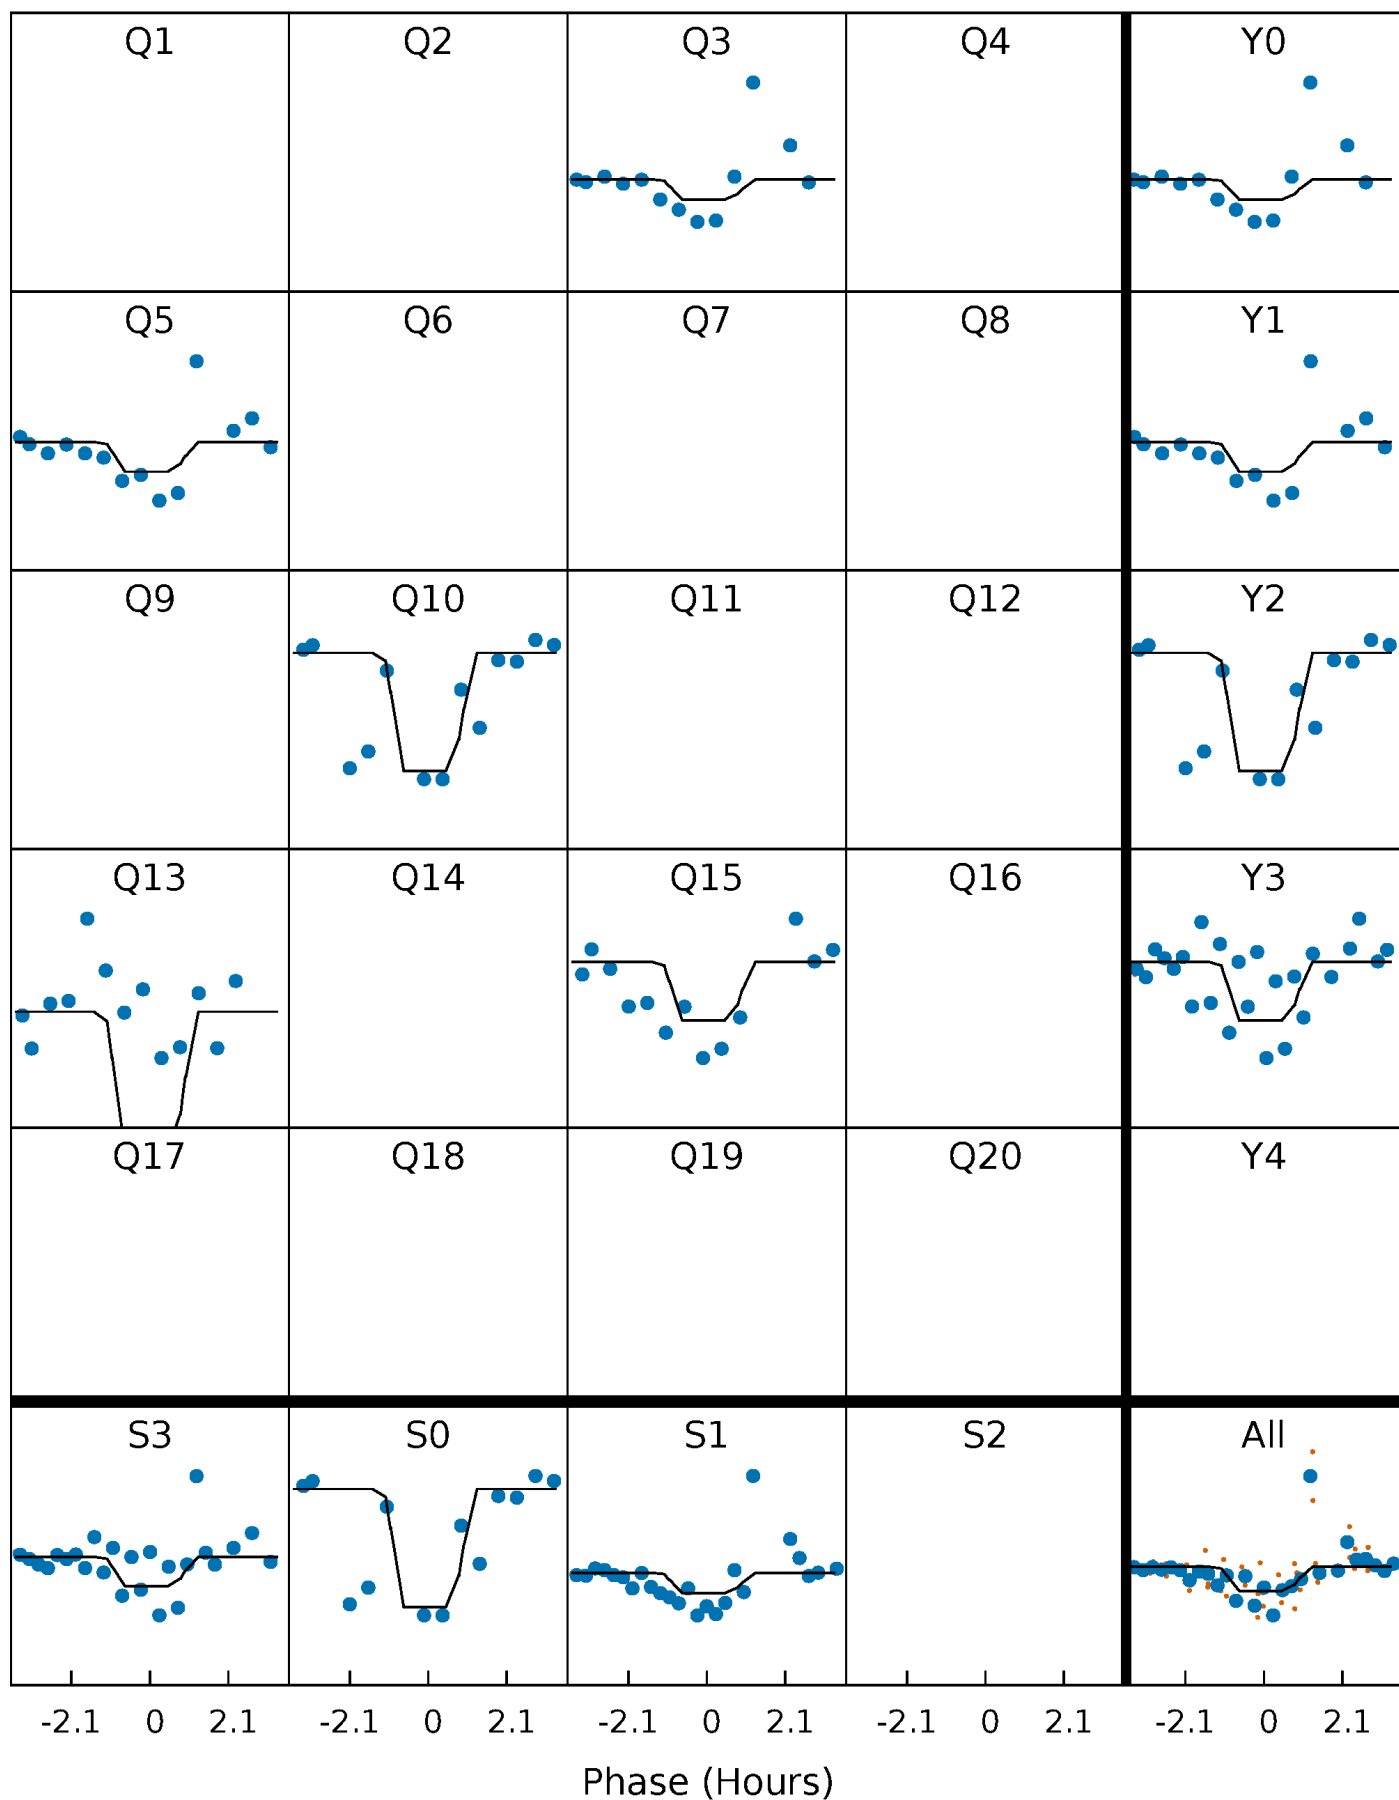 Q1 Q2 Q3 Q4 Y0
Q5 Q6 Q7 Q8 Y1
Q9 Q10 Q11 Q12 Y2
Q13 Q14 Q15 Q16 Y3
Q17 Q18 Q19 Q20 Y4
S3 S0 S1 S2 All
-2.1 0 2.1 -2.1 0 2.1 -2.1 0 2.1 -2.1 0 2.1 -2.1 0 2.1
Phase (Hours)